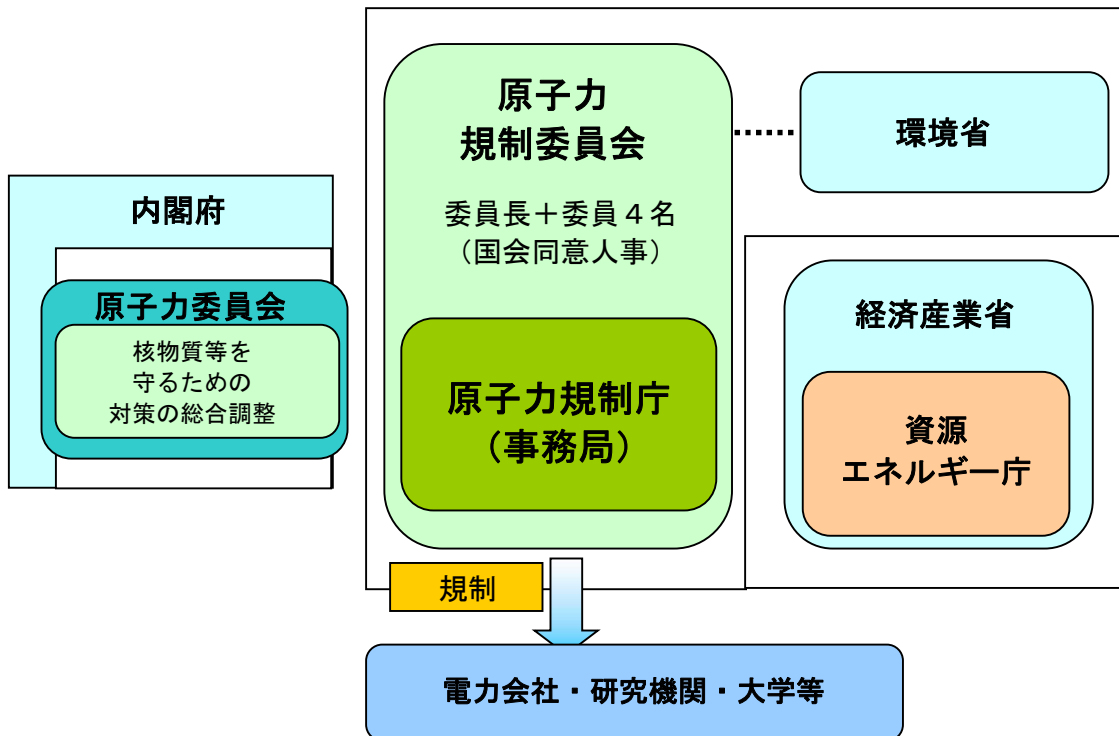 内閣府
原子力委員会
核物質等を
守るための
対策の総合調整
原子力
規制委員会
委員長＋委員４名
（国会同意人事）
原子力規制庁
（事務局）
環境省
経済産業省
資源
エネルギー庁
規制
電力会社・研究機関・大学等